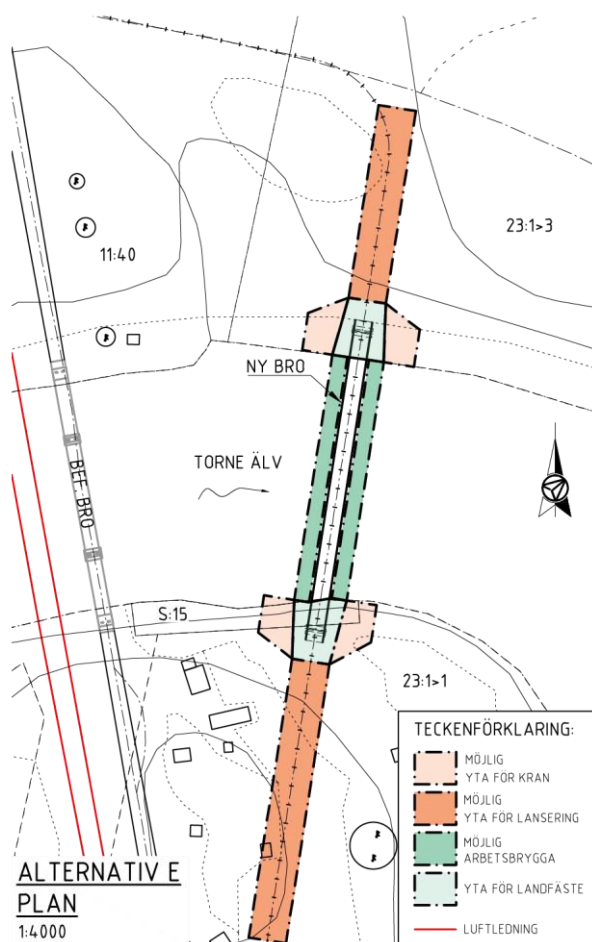 23:1>3
11:40
NY BRO
TORNE ÄLV
BEF BRO
S:15
23:1>1
TECKENFÖRKLARING:
MÖJLIG
YTA FÖR KRAN
MÖJLIG
YTA FÖR LANSERING
MÖJLIG
ARBETSBRYGGA
YTA FÖR LANDFÄSTE
LUFTLEDNING
ALTERNATIV E
PLAN
1:4000